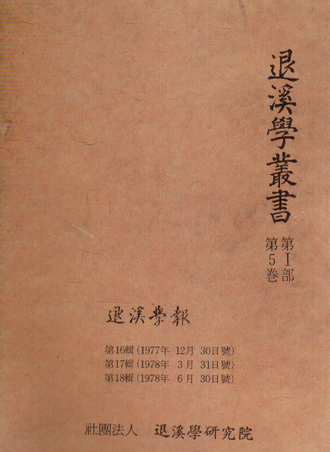 退溪學叢書
第Ⅰ部
第5巻
退溪學報
第16輯(1977年 12月 30日號)
第17輯(1978年 3月 31日號)
第18輯(1978年 6月 30日號)
社團法人 退溪學硏究院